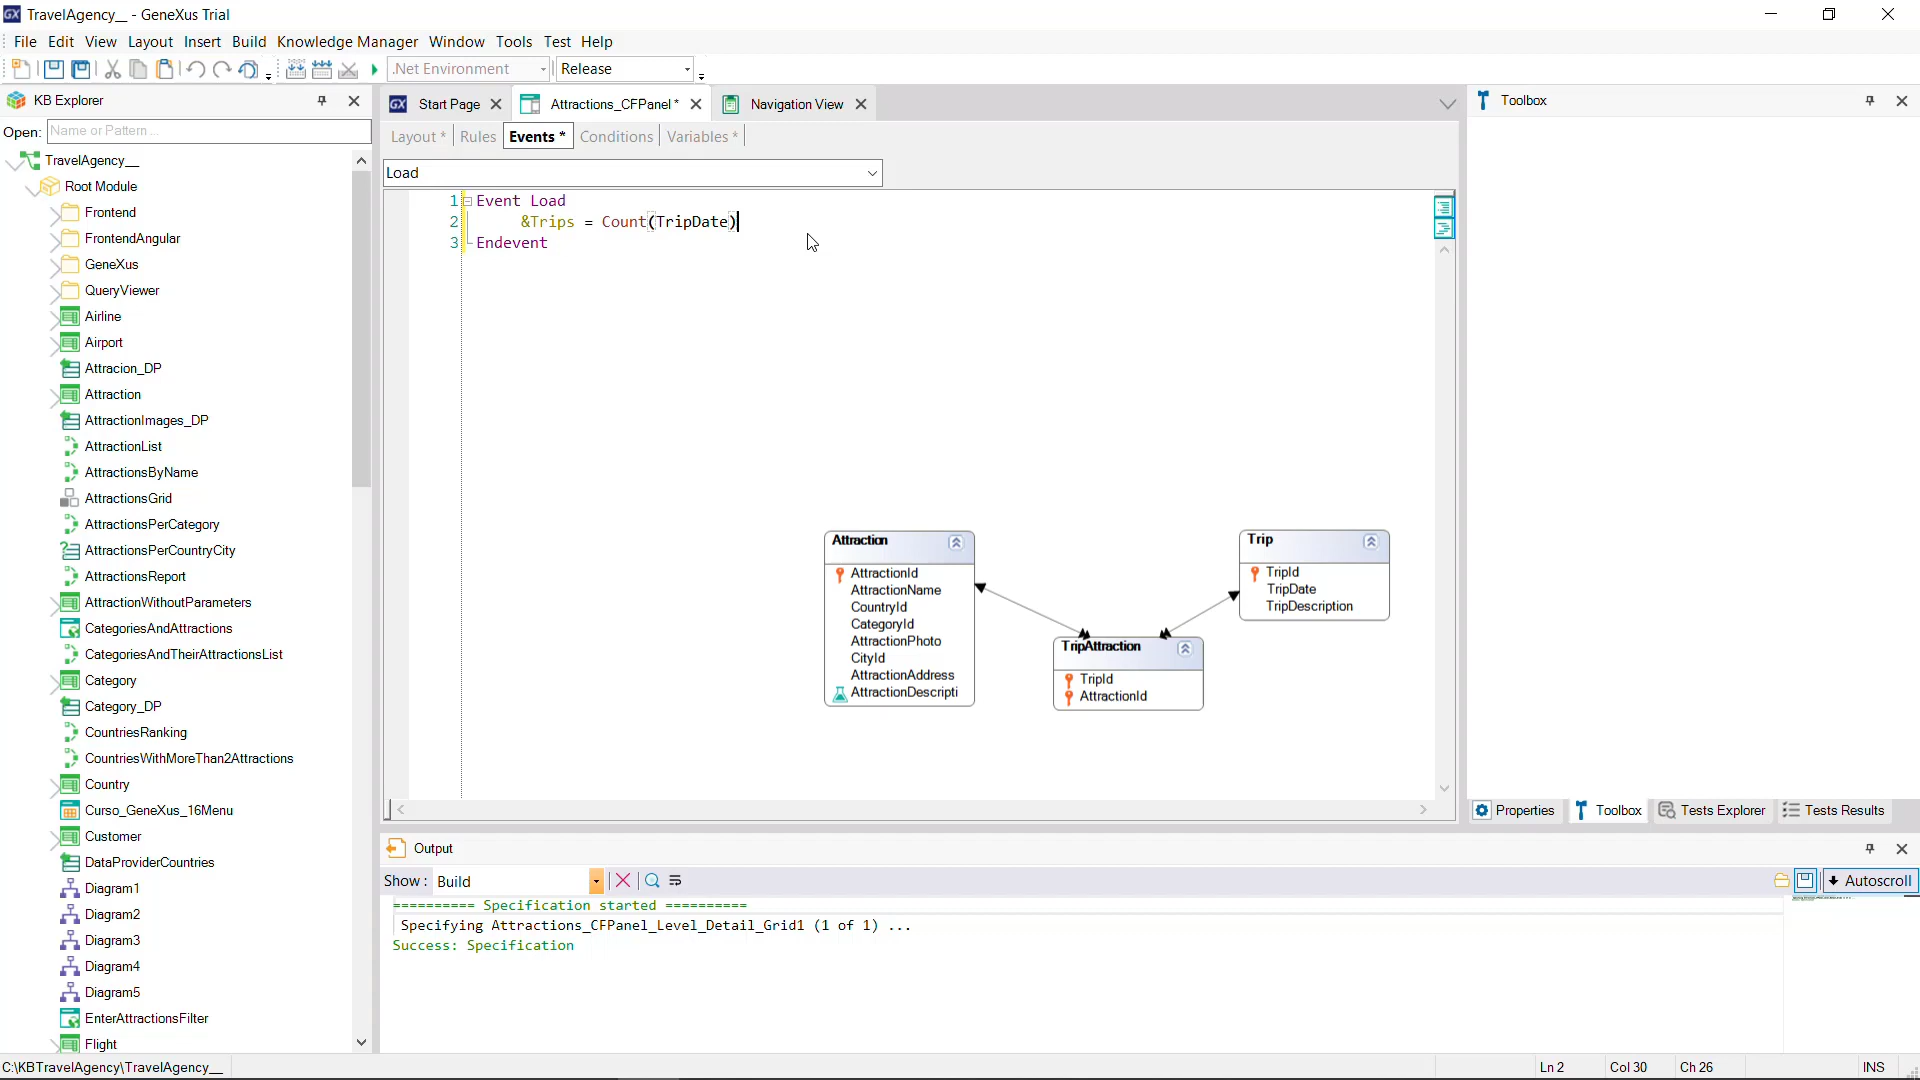 TravelAgency__ - GeneXus Trial
File Edit View Layout Insert Build Knowledge Manager Window Tools Test Help
.Net Environment Release
KB Explorer
Open: Name or Pattern ...
TravelAgency__
Root Module
Frontend
FrontendAngular
GeneXus
QueryViewer
Airline
Airport
Attracion_DP
Attraction
AttractionImages_DP
AttractionList
AttractionsByName
AttractionsGrid
AttractionsPerCategory
AttractionsPerCountryCity
AttractionsReport
AttractionWithoutParameters
CategoriesAndAttractions
CategoriesAndTheirAttractionsList
Category
Category_DP
CountriesRanking
CountriesWithMoreThan2Attractions
Country
Curso_GeneXus_16Menu
Customer
DataProviderCountries
Diagram1
Diagram2
Diagram3
Diagram4
Diagram5
EnterAttractionsFilter
Flight
Start Page Attractions_CFPanel * Navigation View
Layout * Rules Events * Conditions Variables *
Load
1 Event Load
2 &Trips = Count(TripDate)
3 Endevent
Attraction
AttractionId
AttractionName
CountryId
CategoryId
AttractionPhoto
CityId
AttractionAddress
AttractionDescripti
TripAttraction
TripId
AttractionId
Trip
TripId
TripDate
TripDescription
Toolbox
Properties Toolbox Tests Explorer Tests Results
Output
Show : Build Autoscroll
========== Specification started ==========
Specifying Attractions_CFPanel_Level_Detail_Grid1 (1 of 1) ...
Success: Specification
C:\KBTravelAgency\TravelAgency__ Ln 2 Col 30 Ch 26 INS